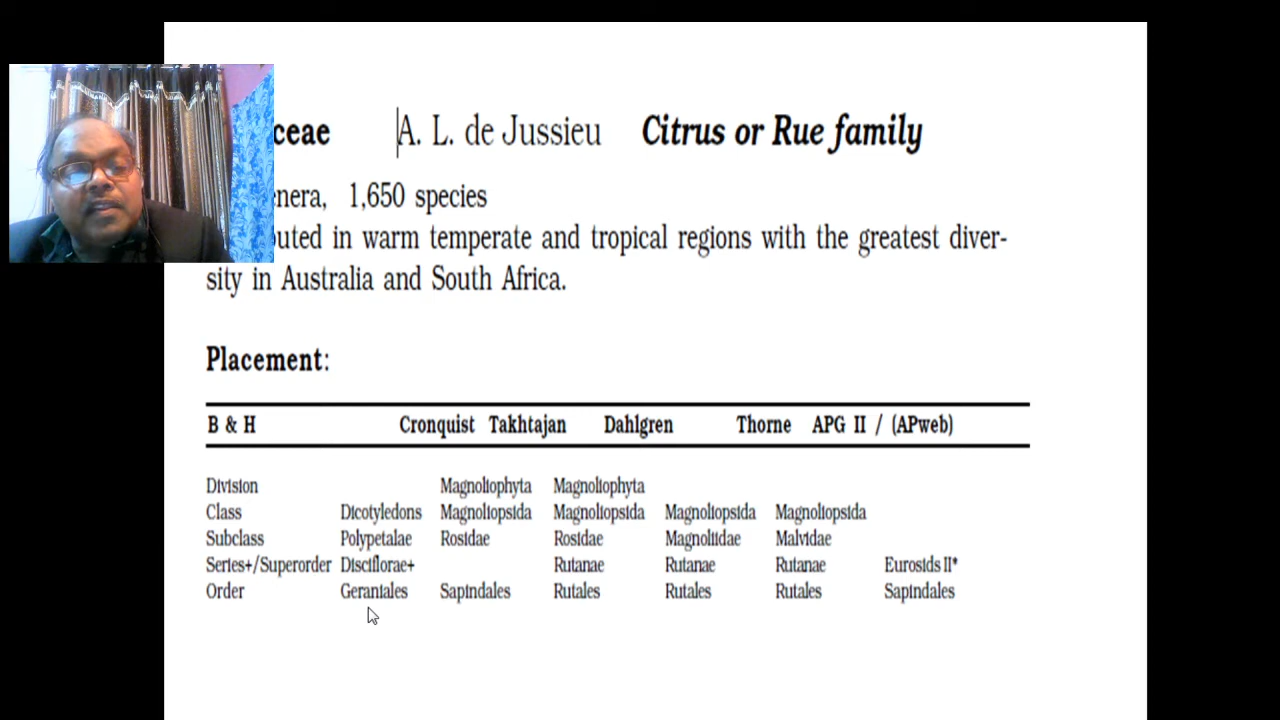 ceae A. L. de Jussieu Citrus or Rue family
enera, 1,650 species
uted in warm temperate and tropical regions with the greatest diver-
sity in Australia and South Africa.
Placement:
B & H Cronquist Takhtajan Dahlgren Thorne APG II / (APweb)
Division Magnoliophyta Magnoliophyta
Class Dicotyledons Magnoliopsida Magnoliopsida Magnoliopsida Magnoliopsida
Subclass Polypetalae Rosidae Rosidae Magnoliidae Malvidae
Series+/Superorder Disciflorae+ Rutanae Rutanae Rutanae Eurosids II*
Order Geraniales Sapindales Rutales Rutales Rutales Sapindales